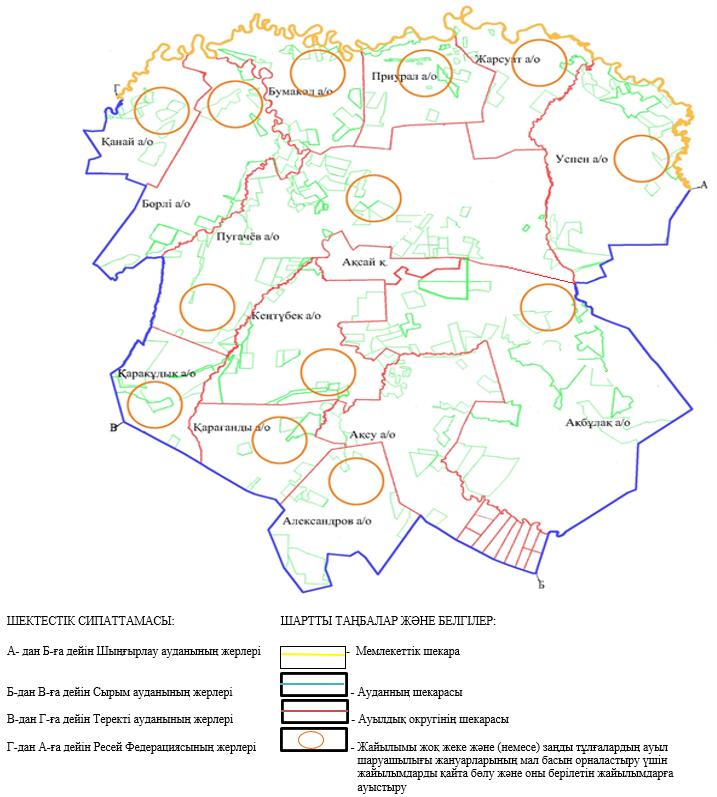 Жарсуат а/о
Приурал а/о
Г
Бумакөл а/о
Қанай а/о
Успен а/о
А
Бөрлі а/о
Пугачёв а/о
Ақсай қ.
Кеңтүбек а/о
Қарақұдық а/о
В
Қарағанды а/о
Ақсу а/о
Ақбұлақ а/о
Александров а/о
Б
ШЕКТЕСТІК СИПАТТАМАСЫ:
А- дан Б-ға дейін Шыңғырлау ауданының жерлері
Б-дан В-ға дейін Сырым ауданының жерлері
В-дан Г-ға дейін Теректі ауданының жерлері
Г-дан А-ға дейін Ресей Федерациясының жерлері
ШАРТТЫ ТАҢБАЛАР ЖӘНЕ БЕЛГІЛЕР:
- Мемлекеттік шекара
- Ауданның шекарасы
- Ауылдық округінің шекарасы
- Жайылымы жоқ жеке және (немесе) заңды тұлғалардың ауыл
шаруашылығы жануарларының мал басын орналастыру үшін
жайылымдарды қайта бөлу және оны берілетін жайылымдарға
ауыстыру